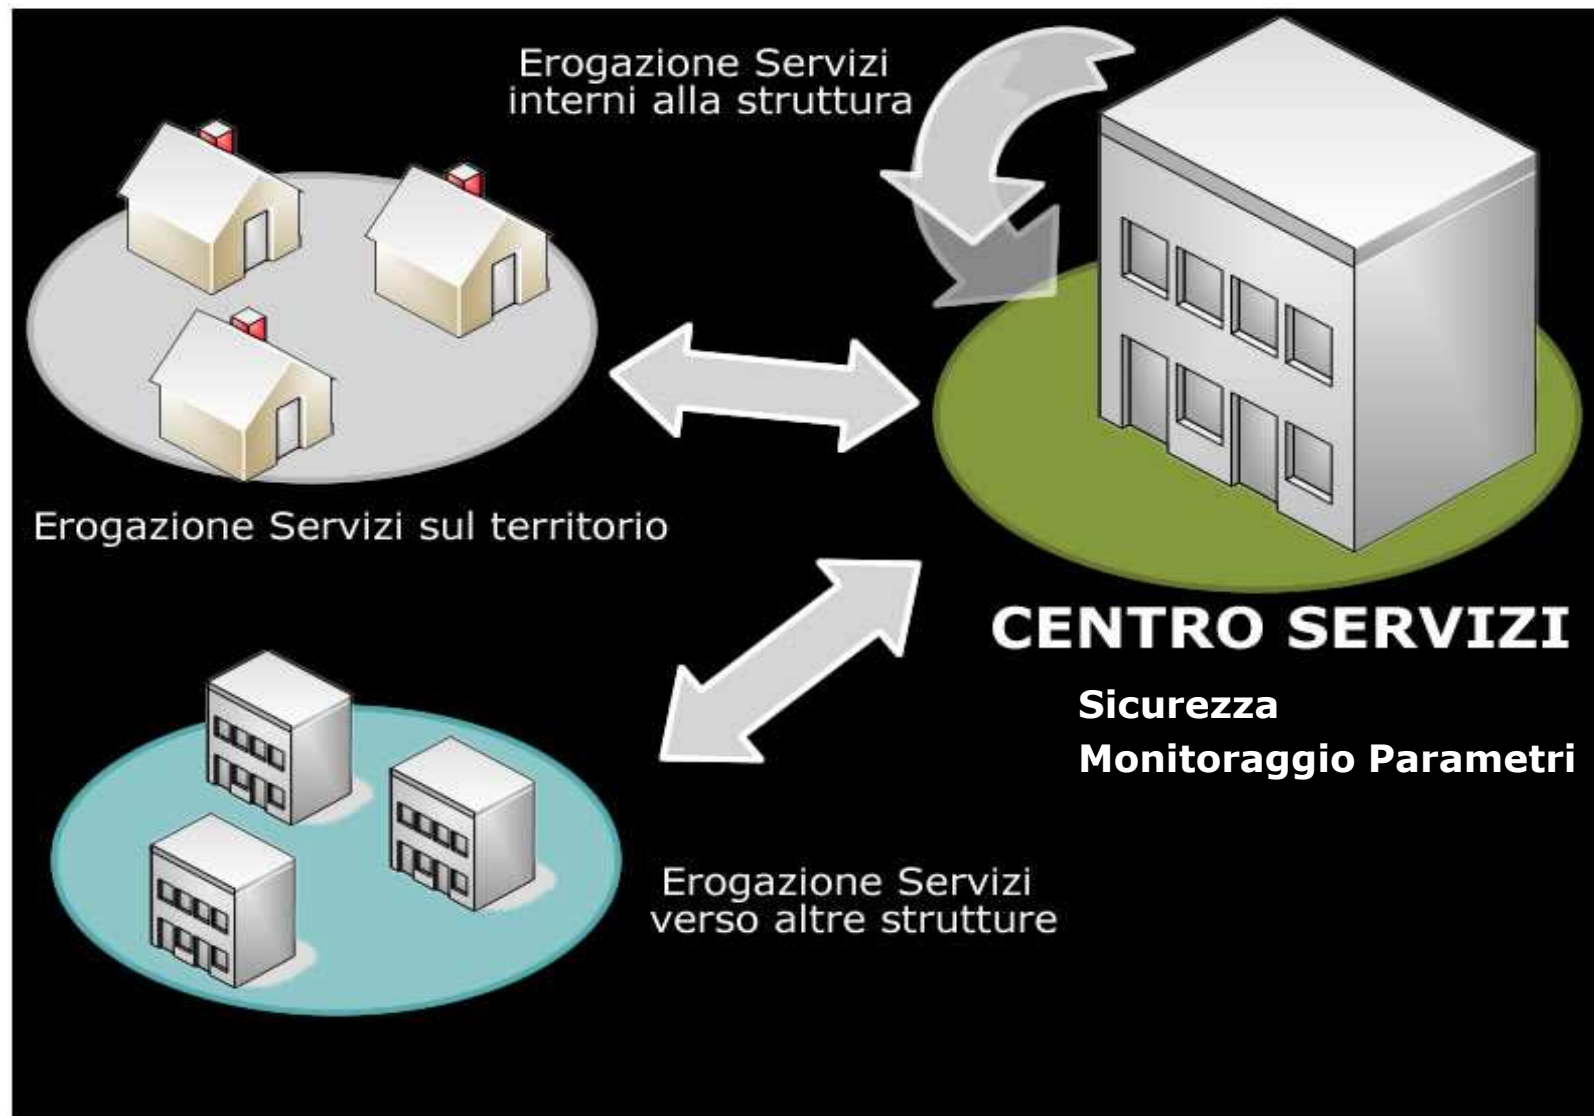 Erogazione Servizi
interni alla struttura
Erogazione Servizi sul territorio
CENTRO SERVIZI
Sicurezza
Monitoraggio Parametri
Erogazione Servizi
verso altre strutture